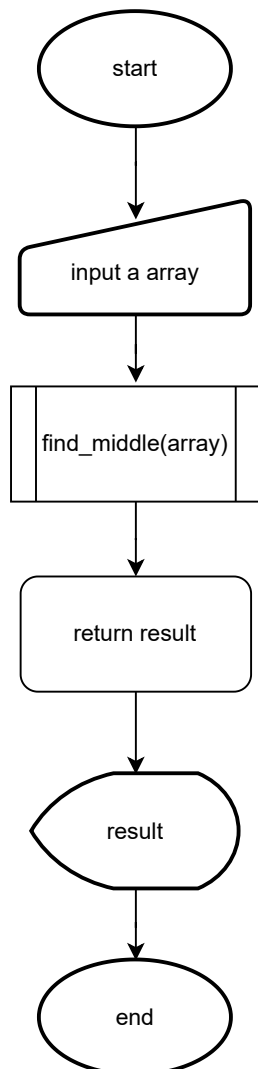 start
input a array
find_middle(array)
return result
result
end